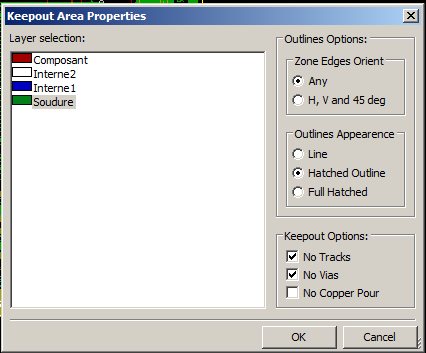 Keepout Area Properties
Layer selection:
Composant
Interne2
Interne1
Soudure
Outlines Options:
Zone Edges Orient
Any
H, V and 45 deg
Outlines Appearence
Line
Hatched Outline
Full Hatched
Keepout Options:
No Tracks
No Vias
No Copper Pour
OK
Cancel